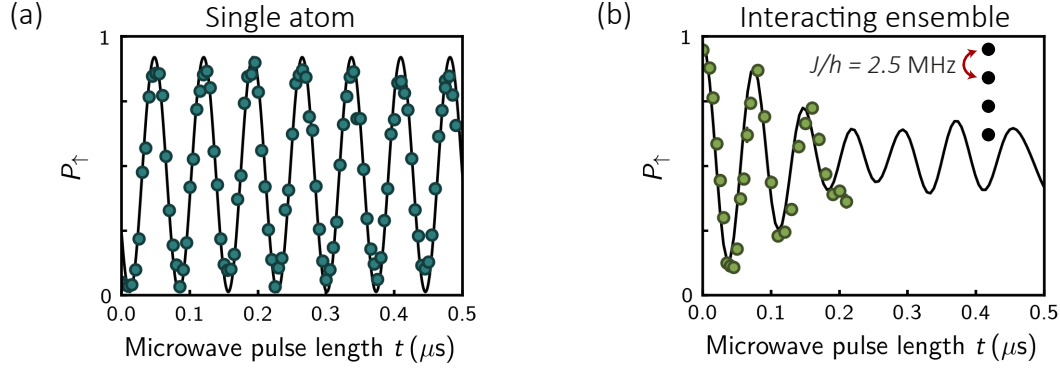 (a) Single atom
1
P↑
1
0.0 0.1 0.2 0.3 0.4 0.5
Microwave pulse length t (μs)
(b) Interacting ensemble
1
J/h = 2.5 MHz
P↑
1
0.0 0.1 0.2 0.3 0.4 0.5
Microwave pulse length t (μs)